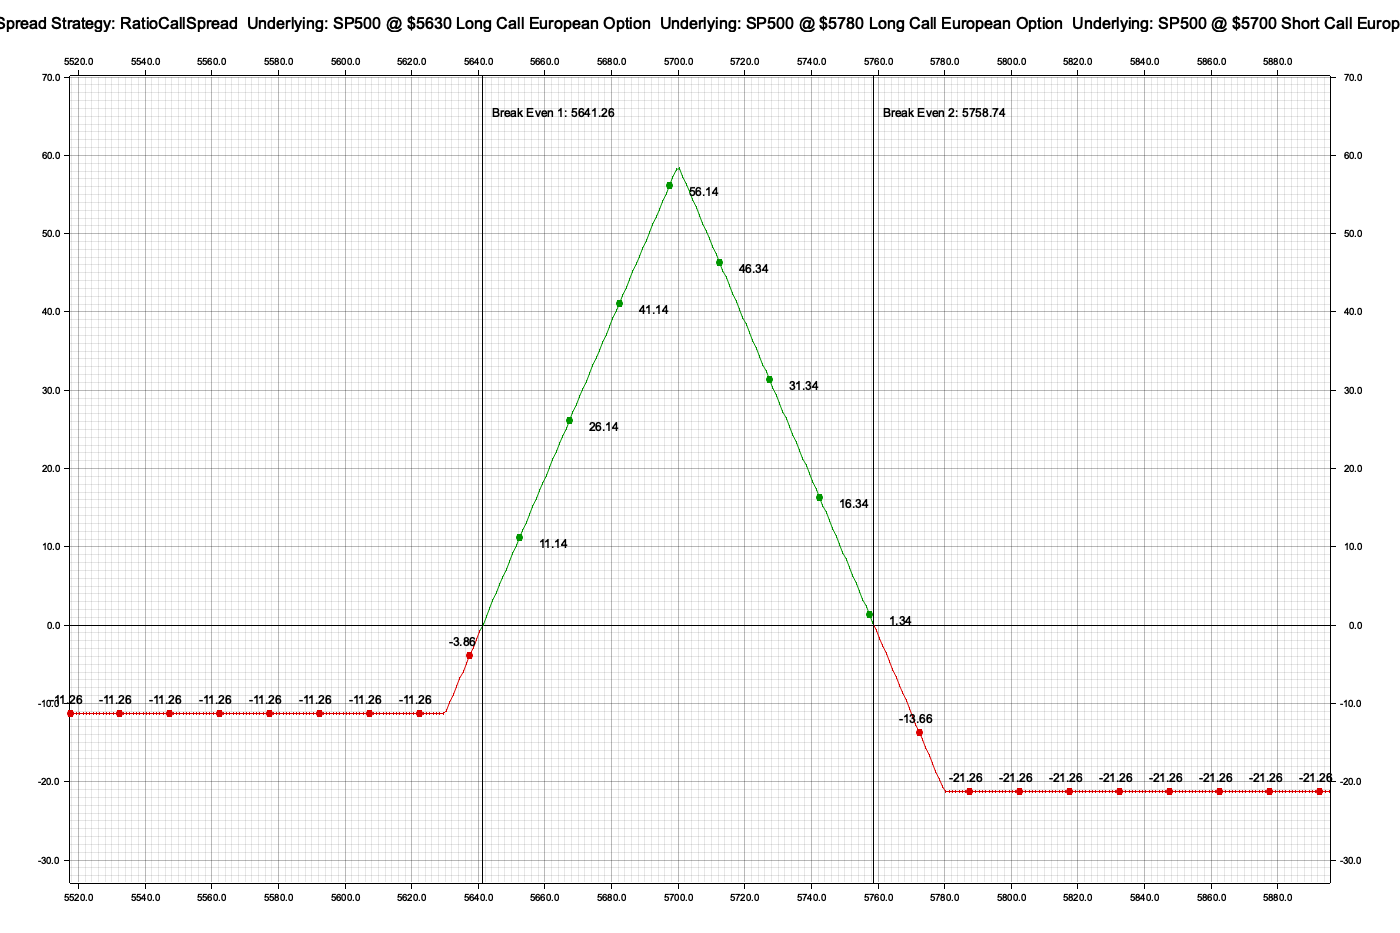 Spread Strategy: RatioCallSpread  Underlying: SP500 @ $5630 Long Call European Option  Underlying: SP500 @ $5780 Long Call European Option  Underlying: SP500 @ $5700 Short Call Europ
5520.0 5540.0 5560.0 5580.0 5600.0 5620.0 5640.0 5660.0 5680.0 5700.0 5720.0 5740.0 5760.0 5780.0 5800.0 5820.0 5840.0 5860.0 5880.0
70.0 70.0
Break Even 1: 5641.26 Break Even 2: 5758.74
60.0 60.0
56.14
50.0 50.0
46.34
40.0 41.14 40.0
30.0 31.34 30.0
26.14
20.0 20.0
16.34
10.0 11.14 10.0
0.0 1.34 0.0
-3.86
-10.0 -11.26 -11.26 -11.26 -11.26 -11.26 -11.26 -11.26 -11.26 -10.0
-13.66
-20.0 -21.26 -21.26 -21.26 -21.26 -21.26 -21.26 -21.26 -21.26 -20.0
-30.0 -30.0
5520.0 5540.0 5560.0 5580.0 5600.0 5620.0 5640.0 5660.0 5680.0 5700.0 5720.0 5740.0 5760.0 5780.0 5800.0 5820.0 5840.0 5860.0 5880.0